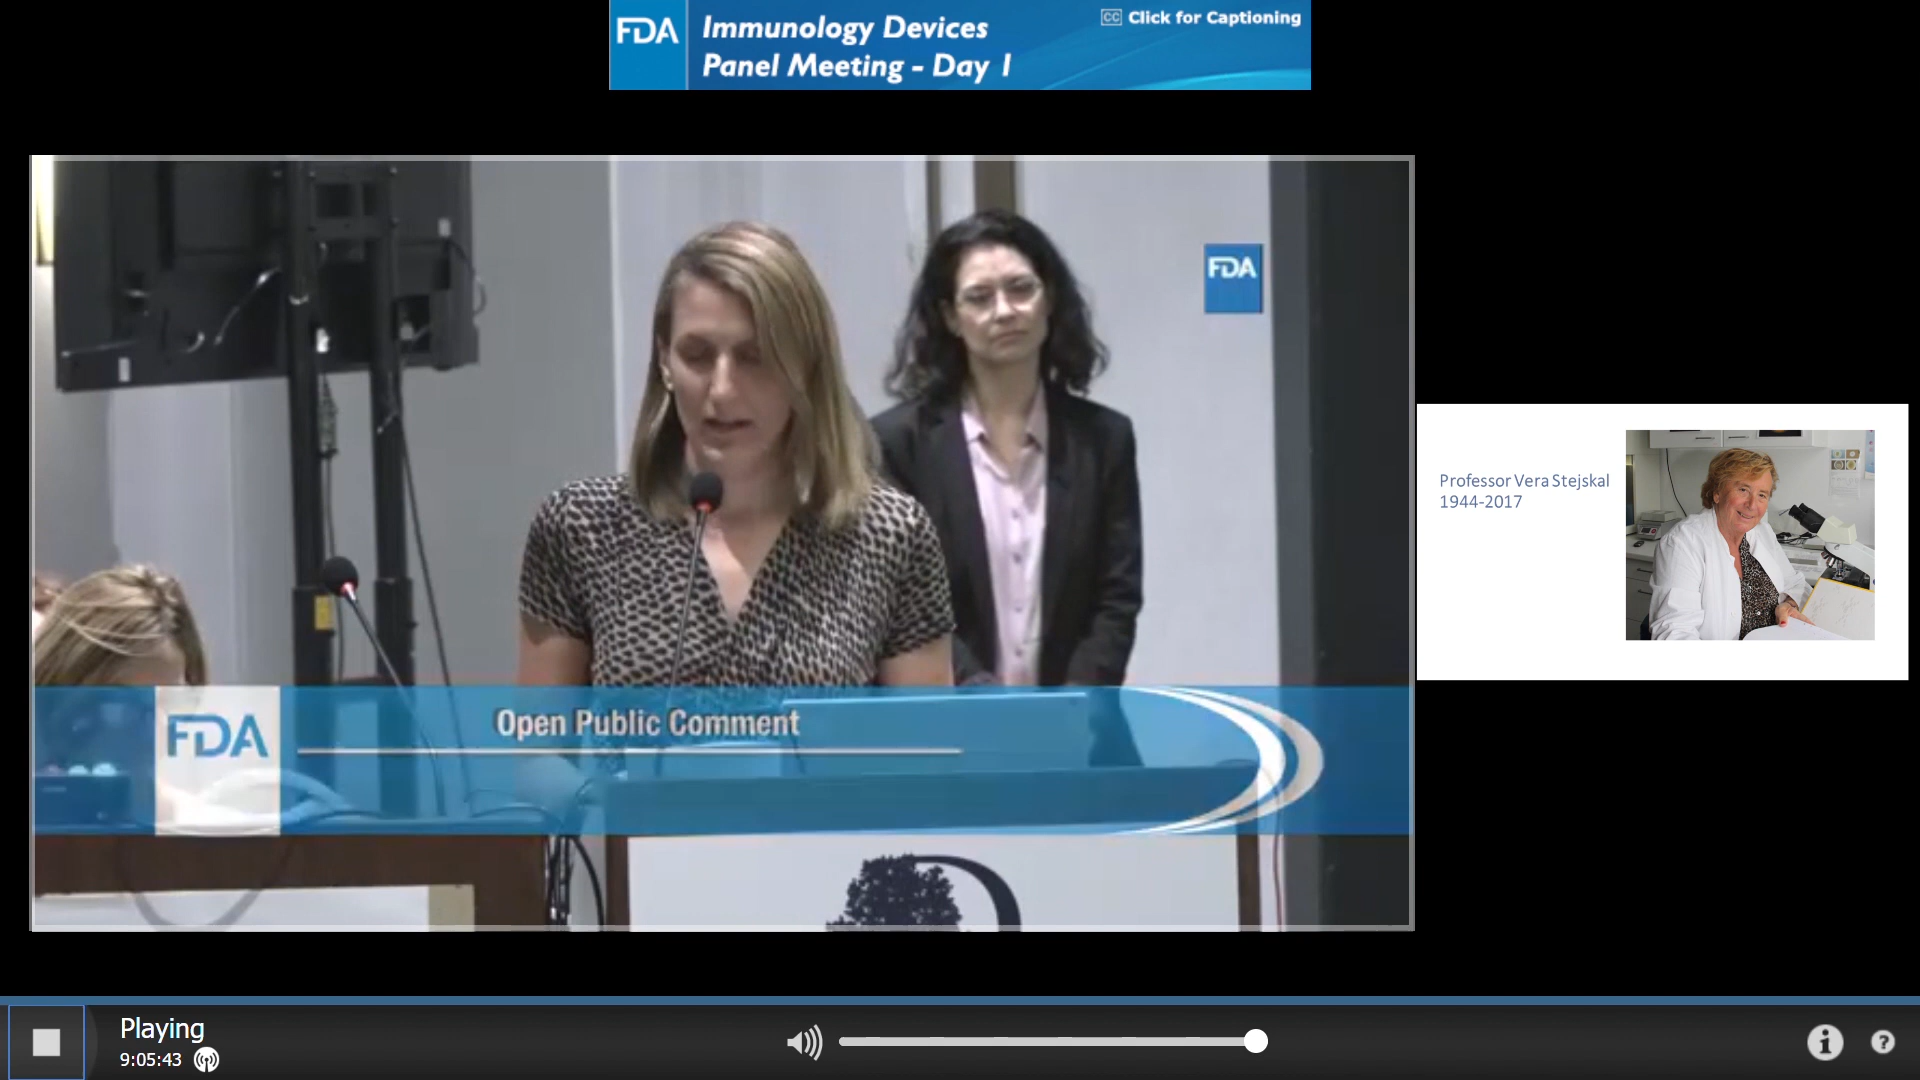 FDA
Immunology Devices
Panel Meeting - Day 1
CC Click for Captioning
FDA
Professor Vera Stejskal
1944-2017
FDA
Open Public Comment
Playing
9:05:43